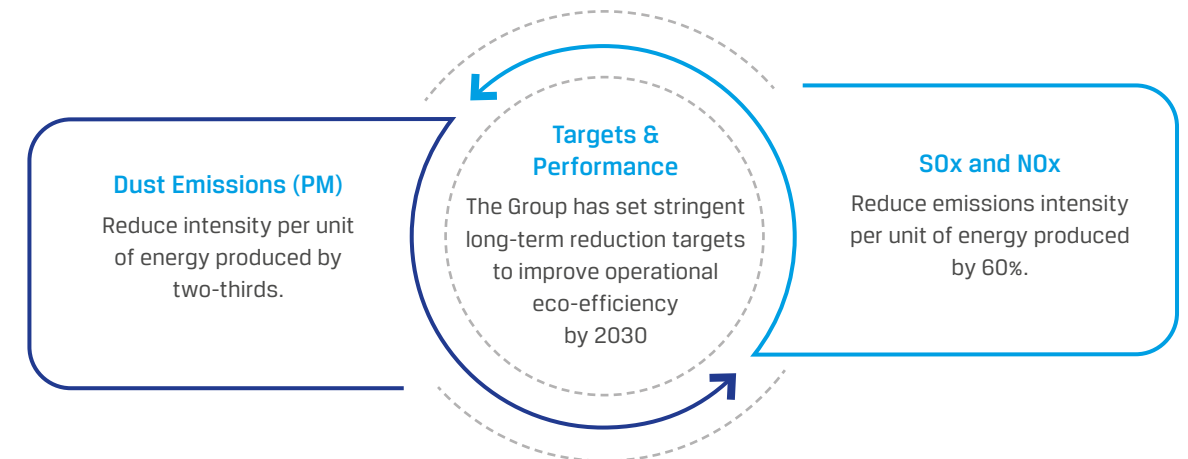 Dust Emissions (PM)
Reduce intensity per unit
of energy produced by
two-thirds.
Targets &
Performance
The Group has set stringent
long-term reduction targets
to improve operational
eco-efficiency
by 2030
SOx and NOx
Reduce emissions intensity
per unit of energy produced
by 60%.